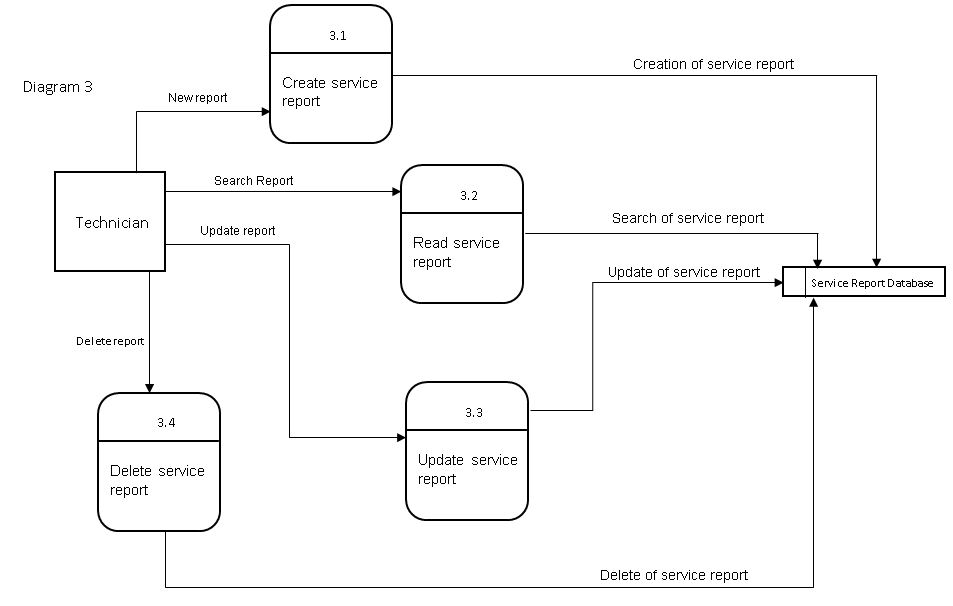 3.1
Creation of service report
Create service
report
Diagram 3
New report
Search Report
3.2
Technician
Search of service report
Update report
Read service
report
Update of service report
Service Report Database
Delete report
3.4
3.3
Delete service
report
Update service
report
Delete of service report